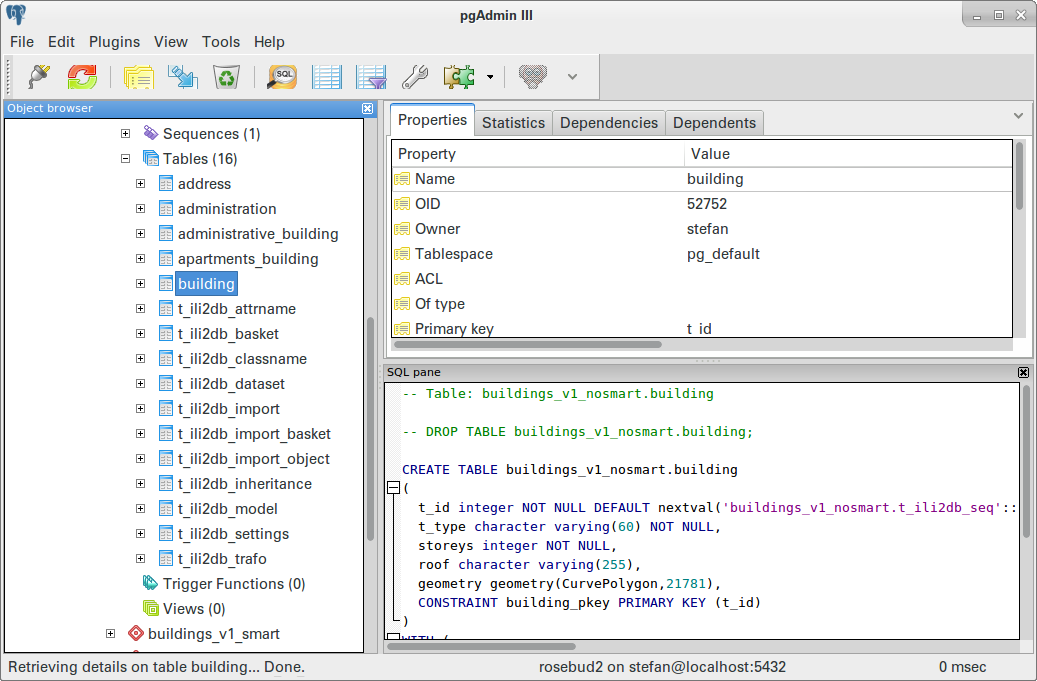 pgAdmin III
File Edit Plugins View Tools Help
SQL
Object browser
Sequences (1)
Tables (16)
address
administration
administrative_building
apartments_building
building
t_ili2db_attrname
t_ili2db_basket
t_ili2db_classname
t_ili2db_dataset
t_ili2db_import
t_ili2db_import_basket
t_ili2db_import_object
t_ili2db_inheritance
t_ili2db_model
t_ili2db_settings
t_ili2db_trafo
Trigger Functions (0)
Views (0)
buildings_v1_smart
Properties Statistics Dependencies Dependents
Property Value
Name building
OID 52752
Owner stefan
Tablespace pg_default
ACL
Of type
Primary key t_id
SQL pane
-- Table: buildings_v1_nosmart.building
-- DROP TABLE buildings_v1_nosmart.building;
CREATE TABLE buildings_v1_nosmart.building
(
t_id integer NOT NULL DEFAULT nextval('buildings_v1_nosmart.t_ili2db_seq'::
t_type character varying(60) NOT NULL,
storeys integer NOT NULL,
roof character varying(255),
geometry geometry(CurvePolygon,21781),
CONSTRAINT building_pkey PRIMARY KEY (t_id)
)
WITH (
Retrieving details on table building... Done. rosebud2 on stefan@localhost:5432 0 msec